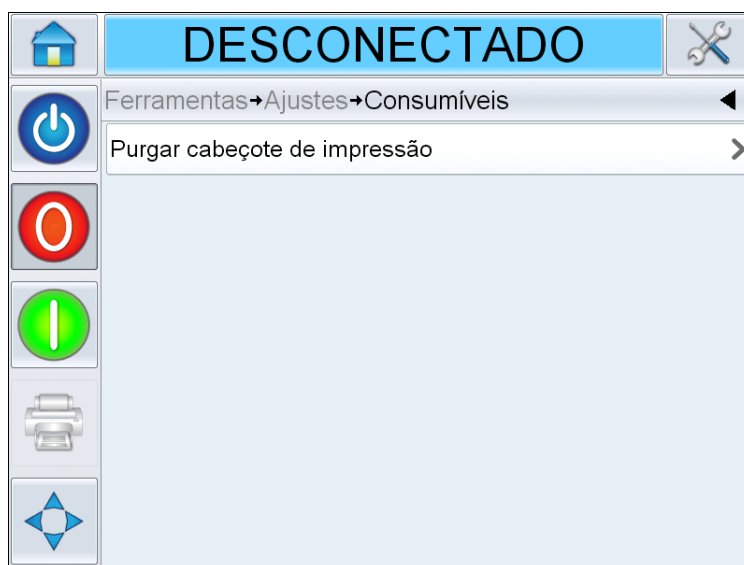 DESCONECTADO
Ferramentas→Ajustes→Consumíveis
Purgar cabeçote de impressão